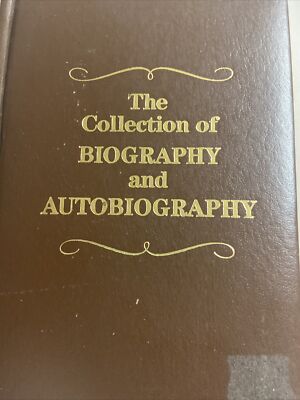 The
Collection of
BIOGRAPHY
and
AUTOBIOGRAPHY